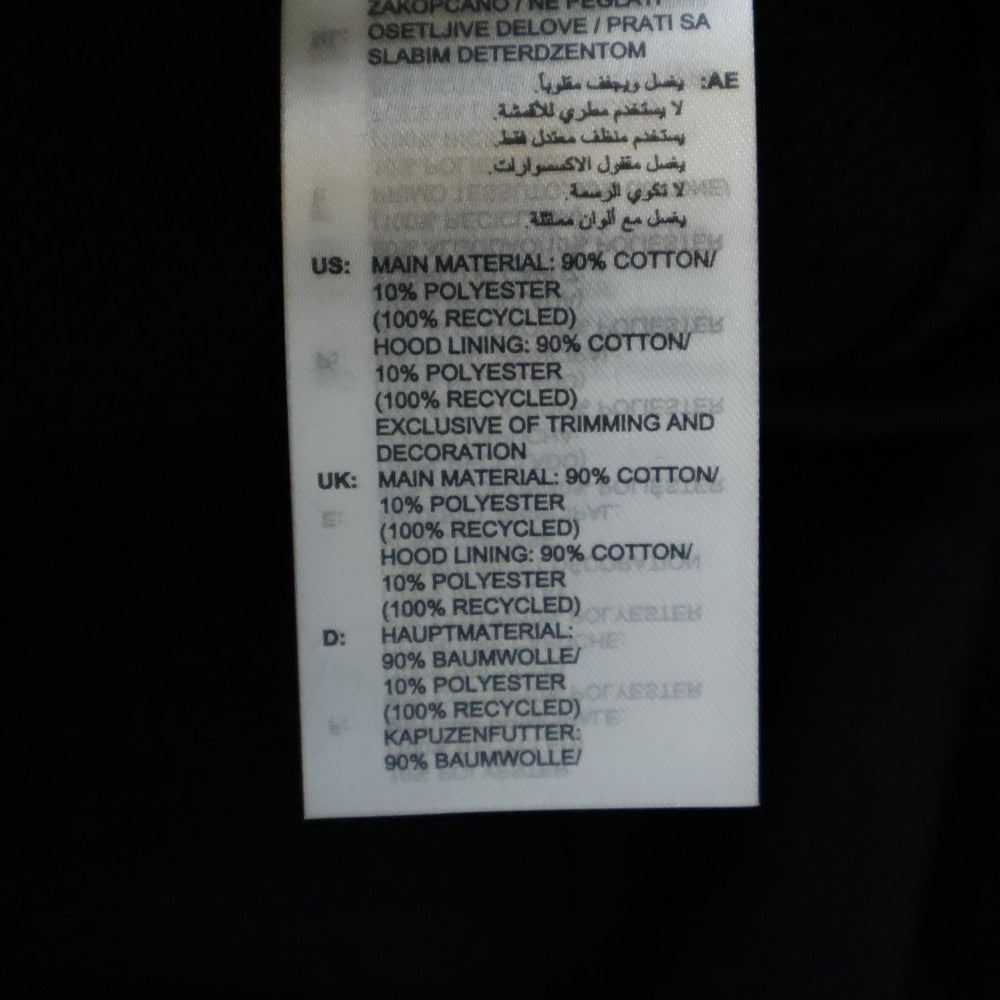 ZAKOPČANO / NE PEGLATI
OSETLJIVE DELOVE / PRATI SA
SLABIM DETERDZENTOM
AE: يغسل ويجفف مقلوباً.
لا يستخدم مطري للأقمشة.
يستخدم منظف معتدل فقط.
يغسل مقفول الاكسسوارات.
لا تكوي الرسمة.
يغسل مع ألوان مماثلة.
US: MAIN MATERIAL: 90% COTTON/
10% POLYESTER
(100% RECYCLED)
HOOD LINING: 90% COTTON/
10% POLYESTER
(100% RECYCLED)
EXCLUSIVE OF TRIMMING AND
DECORATION
UK: MAIN MATERIAL: 90% COTTON/
10% POLYESTER
(100% RECYCLED)
HOOD LINING: 90% COTTON/
10% POLYESTER
(100% RECYCLED)
D: HAUPTMATERIAL:
90% BAUMWOLLE/
10% POLYESTER
(100% RECYCLED)
KAPUZENFUTTER:
90% BAUMWOLLE/